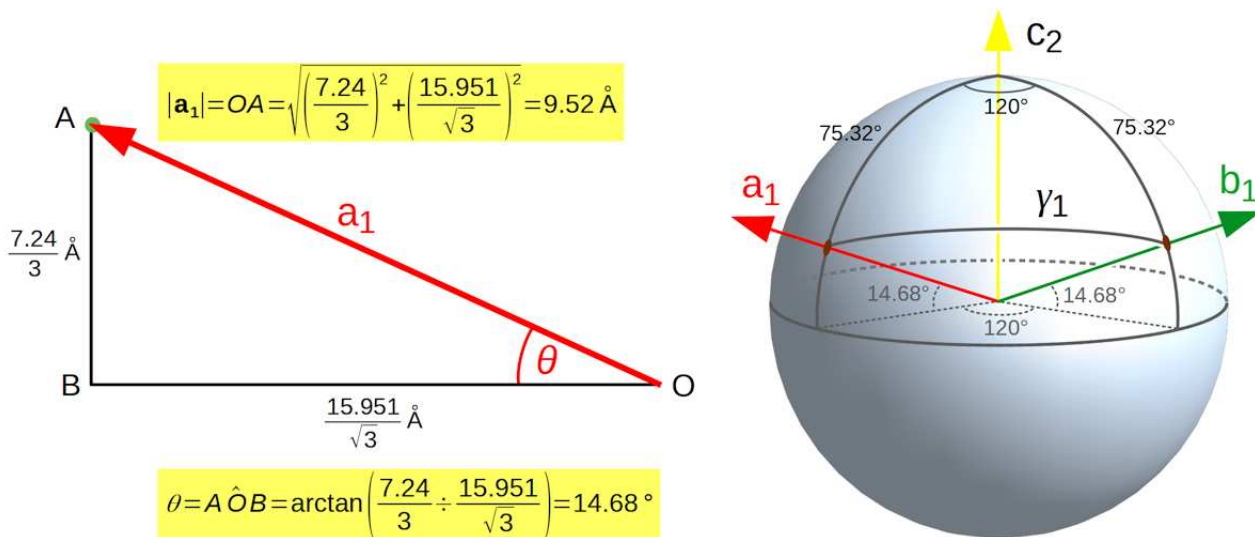 |a₁|=OA=√((7.24/3)²+(15.951/√3)²)=9.52 Å
A
a₁
7.24/3 Å
θ
B
O
15.951/√3 Å
θ=AÔB=arctan(7.24/3÷15.951/√3)=14.68 °
c₂
120°
75.32°
75.32°
a₁
b₁
γ₁
14.68°
14.68°
120°